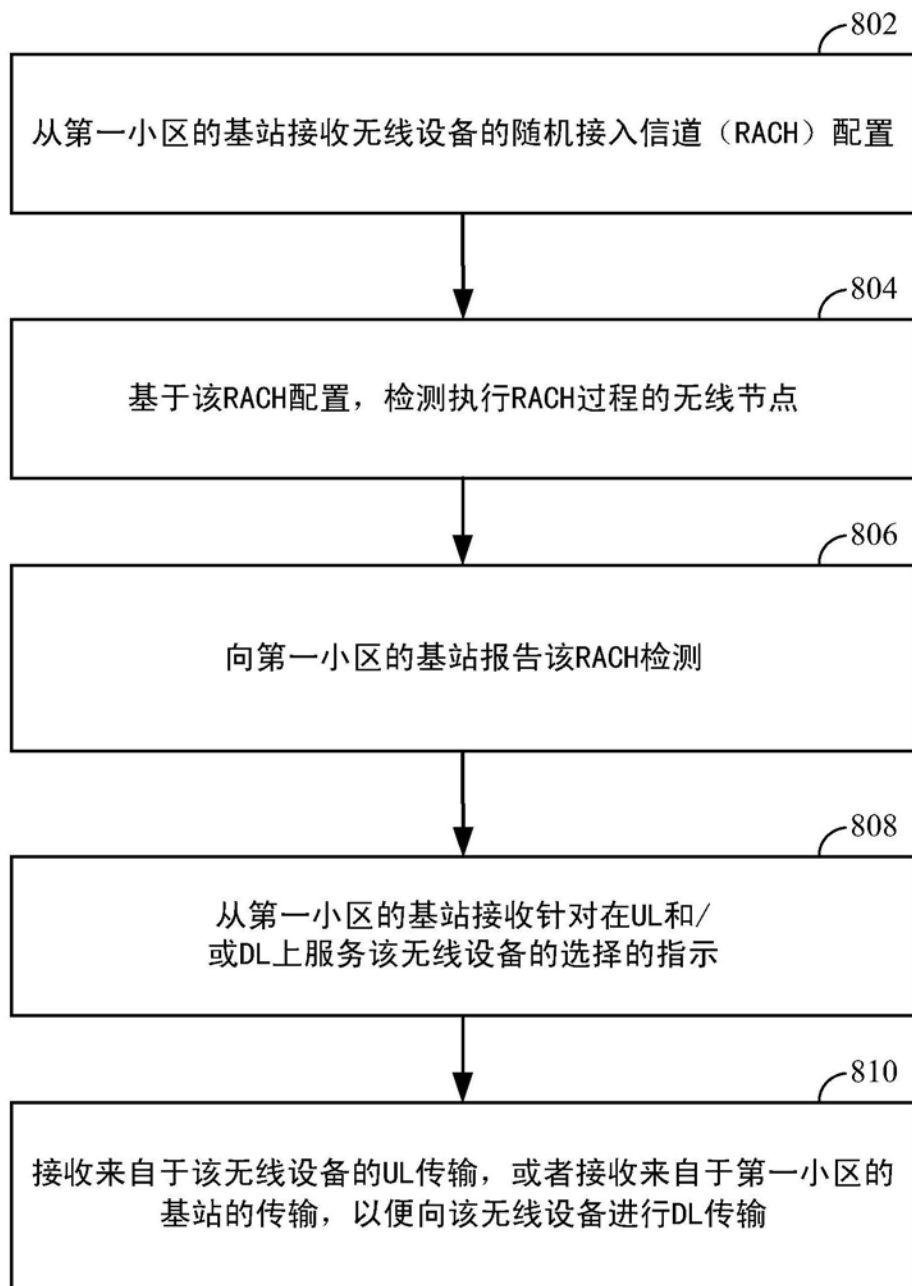 802
从第一小区的基站接收无线设备的随机接入信道（RACH）配置
804
基于该RACH配置，检测执行RACH过程的无线节点
806
向第一小区的基站报告该RACH检测
808
从第一小区的基站接收针对在UL和/
或DL上服务该无线设备的选择的指示
810
接收来自于该无线设备的UL传输，或者接收来自于第一小区的
基站的传输，以便向该无线设备进行DL传输